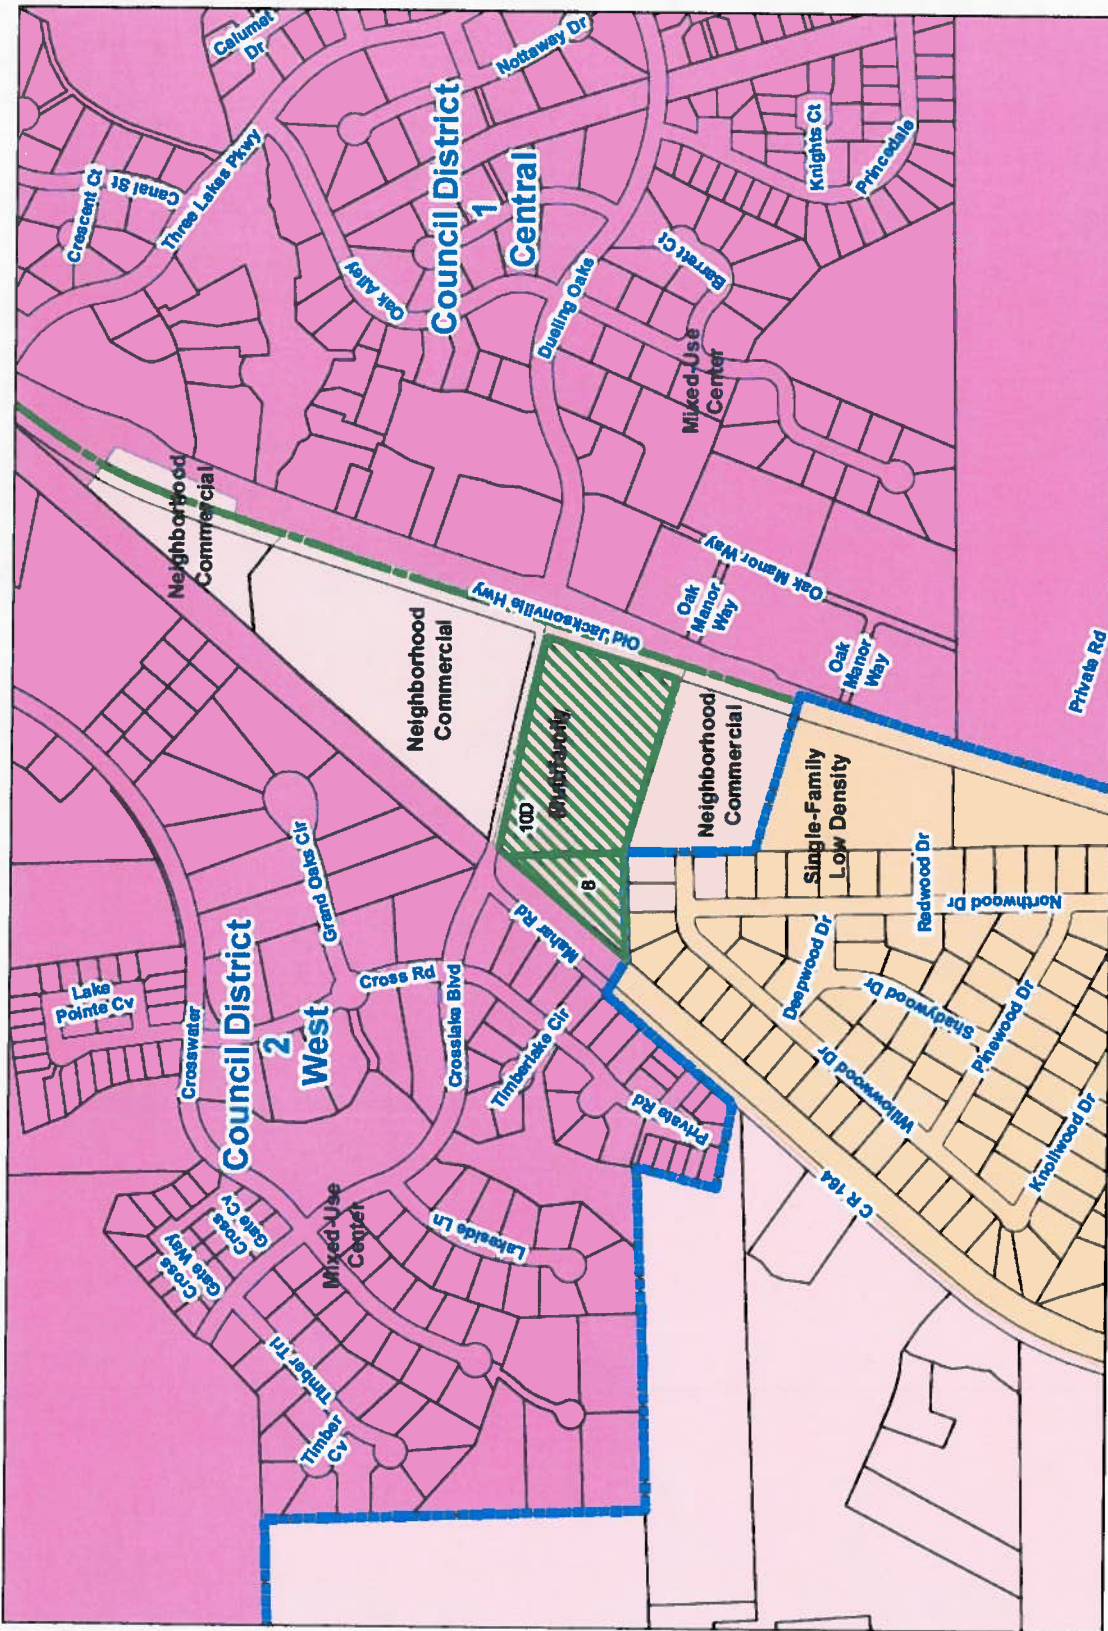 Calumet
Dr
Nottaway Dr
Crescent Ct
Canal St
Three Lakes Pkwy
Council District
1
Central
Knights Ct
Princedale
Oak Alley
Dueling Oaks
Barrett Ct
Mixed-Use
Center
Neighborhood
Commercial
Neighborhood
Commercial
Old Jacksonville Hwy
Oak Manor Way
Oak
Manor
Way
Oak
Manor
Way
Private Rd
10D
8
Neighborhood
Commercial
Single-Family
Low Density
Grand Oaks Cir
Mahar Rd
Redwood Dr
Northwood Dr
Lake
Pointe Cv
Crosswater
Council District
2
West
Cross Rd
Crosslake Blvd
Timberlake Cir
Deepwood Dr
Shadywood Dr
Pinewood Dr
Willowwood Dr
Knollwood Dr
Private Rd
C R 164
Cross
Gate Cv
Cross
Gate Way
Mixed-Use
Center
Lakeside Ln
Timber Trl
Timber
Cv